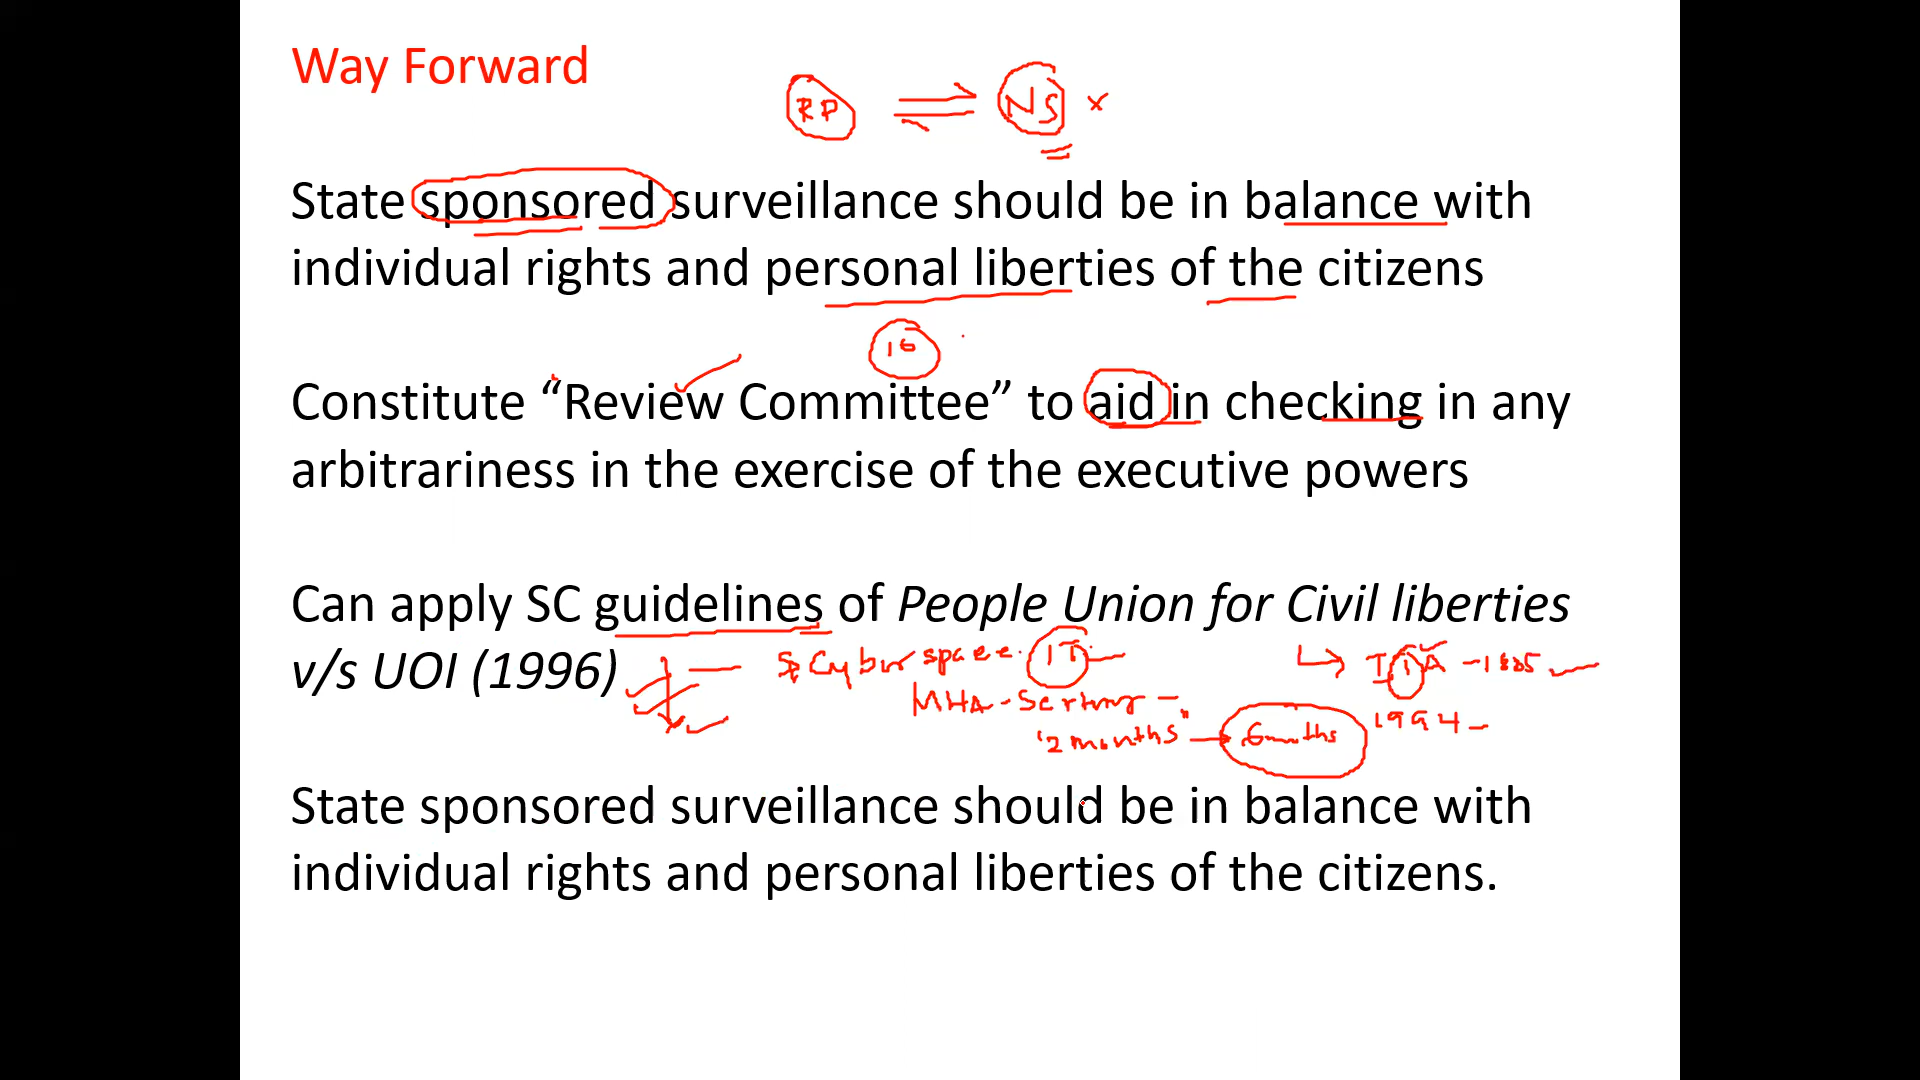 Way Forward
RP NS x
State sponsored surveillance should be in balance with
individual rights and personal liberties of the citizens
Constitute “Review Committee” to aid in checking in any
arbitrariness in the exercise of the executive powers
Can apply SC guidelines of People Union for Civil liberties
v/s UOI (1996)
Cyber space IT
ITA - 1885
MHA -
1994
"2 months" 6 months
State sponsored surveillance should be in balance with
individual rights and personal liberties of the citizens.